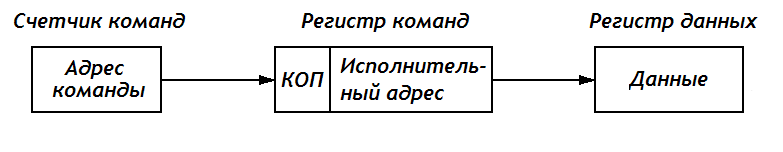 Счетчик команд
Регистр команд
Регистр данных
Адрес
команды
КОП
Исполнитель-
ный адрес
Данные